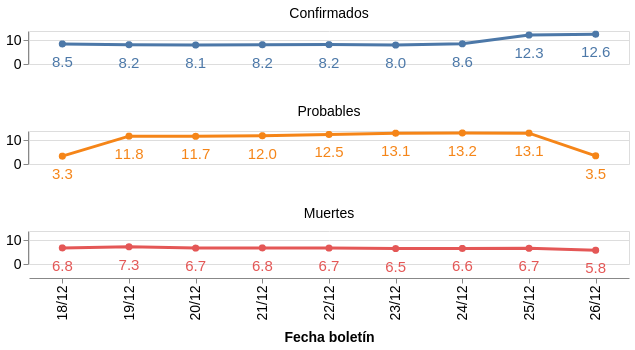 Confirmados
10
0
8.5 8.2 8.1 8.2 8.2 8.0 8.6 12.3 12.6
Probables
10
0
3.3 11.8 11.7 12.0 12.5 13.1 13.2 13.1 3.5
Muertes
10
0
6.8 7.3 6.7 6.8 6.7 6.5 6.6 6.7 5.8
18/12 19/12 20/12 21/12 22/12 23/12 24/12 25/12 26/12
Fecha boletín